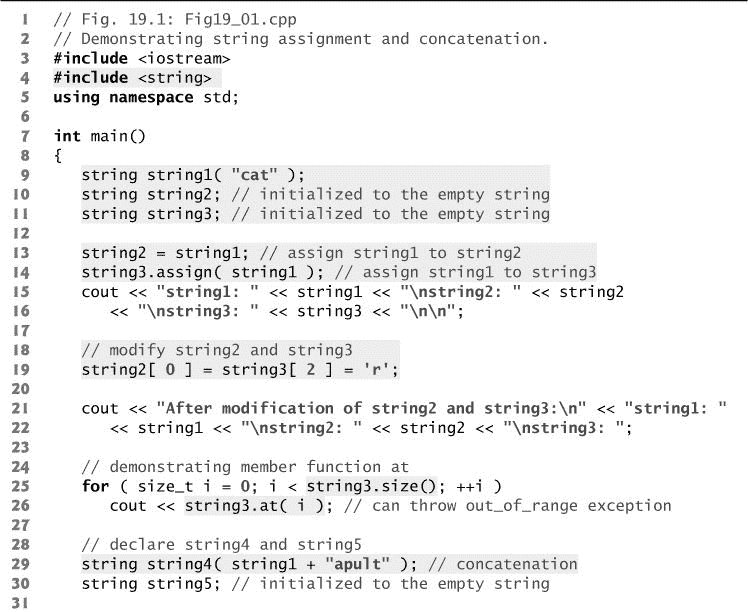 1 // Fig. 19.1: Fig19_01.cpp
2 // Demonstrating string assignment and concatenation.
3 #include <iostream>
4 #include <string>
5 using namespace std;
6
7 int main()
8 {
9 string string1( "cat" );
10 string string2; // initialized to the empty string
11 string string3; // initialized to the empty string
12
13 string2 = string1; // assign string1 to string2
14 string3.assign( string1 ); // assign string1 to string3
15 cout << "string1: " << string1 << "\nstring2: " << string2
16 << "\nstring3: " << string3 << "\n\n";
17
18 // modify string2 and string3
19 string2[ 0 ] = string3[ 2 ] = 'r';
20
21 cout << "After modification of string2 and string3:\n" << "string1: "
22 << string1 << "\nstring2: " << string2 << "\nstring3: ";
23
24 // demonstrating member function at
25 for ( size_t i = 0; i < string3.size(); ++i )
26 cout << string3.at( i ); // can throw out_of_range exception
27
28 // declare string4 and string5
29 string string4( string1 + "apult" ); // concatenation
30 string string5; // initialized to the empty string
31